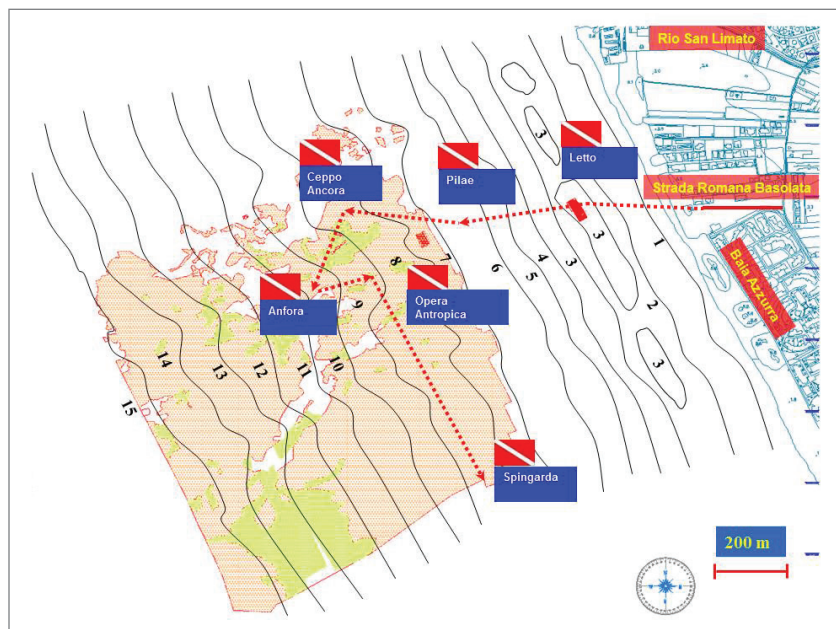 Rio San Limato
Ceppo
Ancora
Pilae
Letto
3
Strada Romana Basolata
3
1
Baia Azzurra
7
8
6
5
4
3
2
Anfora
9
Opera
Antropica
3
15
14
13
12
11
10
Spingarda
200 m